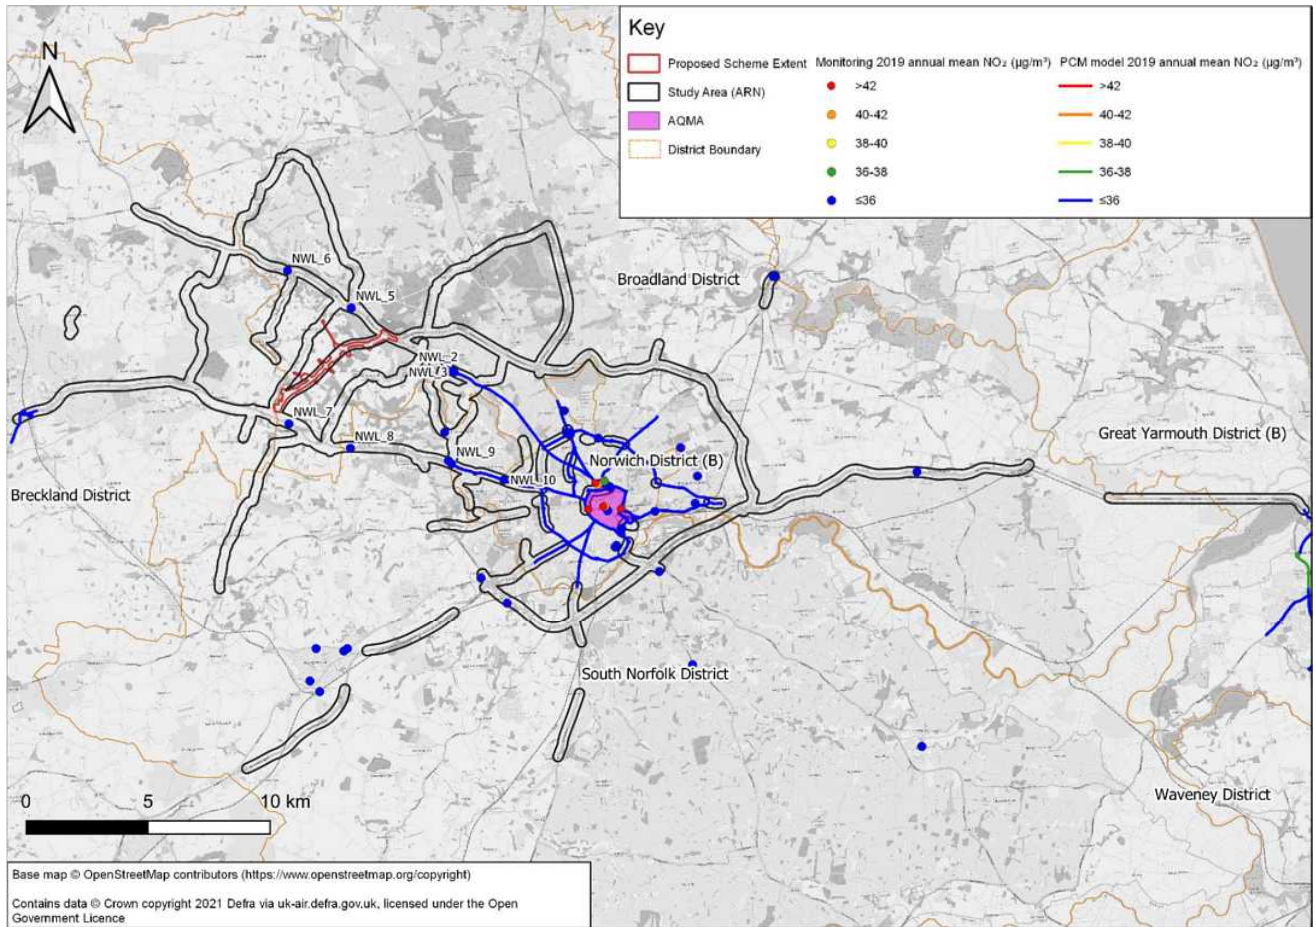 Key
N
Proposed Scheme Extent
Study Area (ARN)
AQMA
District Boundary
Monitoring 2019 annual mean NO₂ (µg/m³)
>42
40-42
38-40
36-38
≤36
PCM model 2019 annual mean NO₂ (µg/m³)
>42
40-42
38-40
36-38
≤36
NWL_6
Broadland District
NWL_5
NWL_2
NWL_3
NWL_7
Great Yarmouth District (B)
NWL_8
NWL_9
Norwich District (B)
NWL_10
Breckland District
South Norfolk District
Waveney District
0 5 10 km
Base map © OpenStreetMap contributors (https://www.openstreetmap.org/copyright)
Contains data © Crown copyright 2021 Defra via uk-air.defra.gov.uk, licensed under the Open
Government Licence